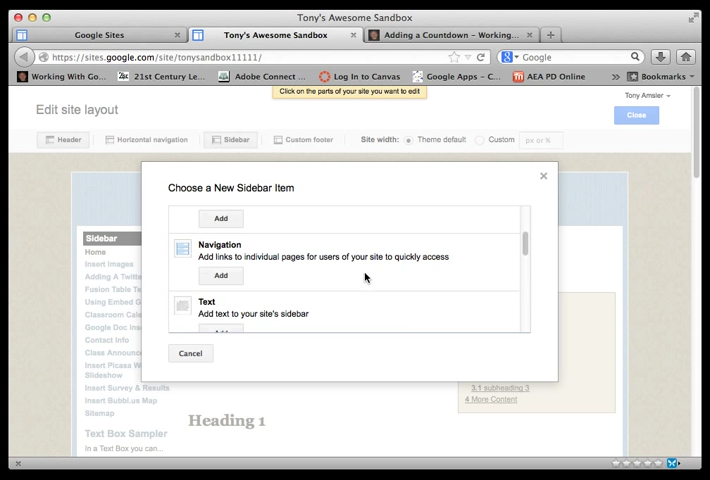 Tony's Awesome Sandbox
Google Sites
Tony's Awesome Sandbox
Adding a Countdown - Working...
https://sites.google.com/site/tonysandbox11111/
Google
Working With Go...
21st Century Le...
Adobe Connect ...
Log In to Canvas
Google Apps - C...
AEA PD Online
Bookmarks
Click on the parts of your site you want to edit
Tony Amsler
Edit site layout
Close
Header
Horizontal navigation
Sidebar
Custom footer
Site width:
Theme default
Custom
px or %
Choose a New Sidebar Item
Add
Navigation
Add links to individual pages for users of your site to quickly access
Add
Text
Add text to your site's sidebar
Cancel
Sidebar
Home
Insert Images
Adding A Twitte
Fusion Table Te
Using Embed G
Classroom Cale
Google Doc Ins
Contact Info
Class Announce
Insert Picasa W
Slideshow
Insert Survey & Results
Insert Bubbl.us Map
Sitemap
Text Box Sampler
In a Text Box you can...
Heading 1
3.1 subheading 3
4 More Content